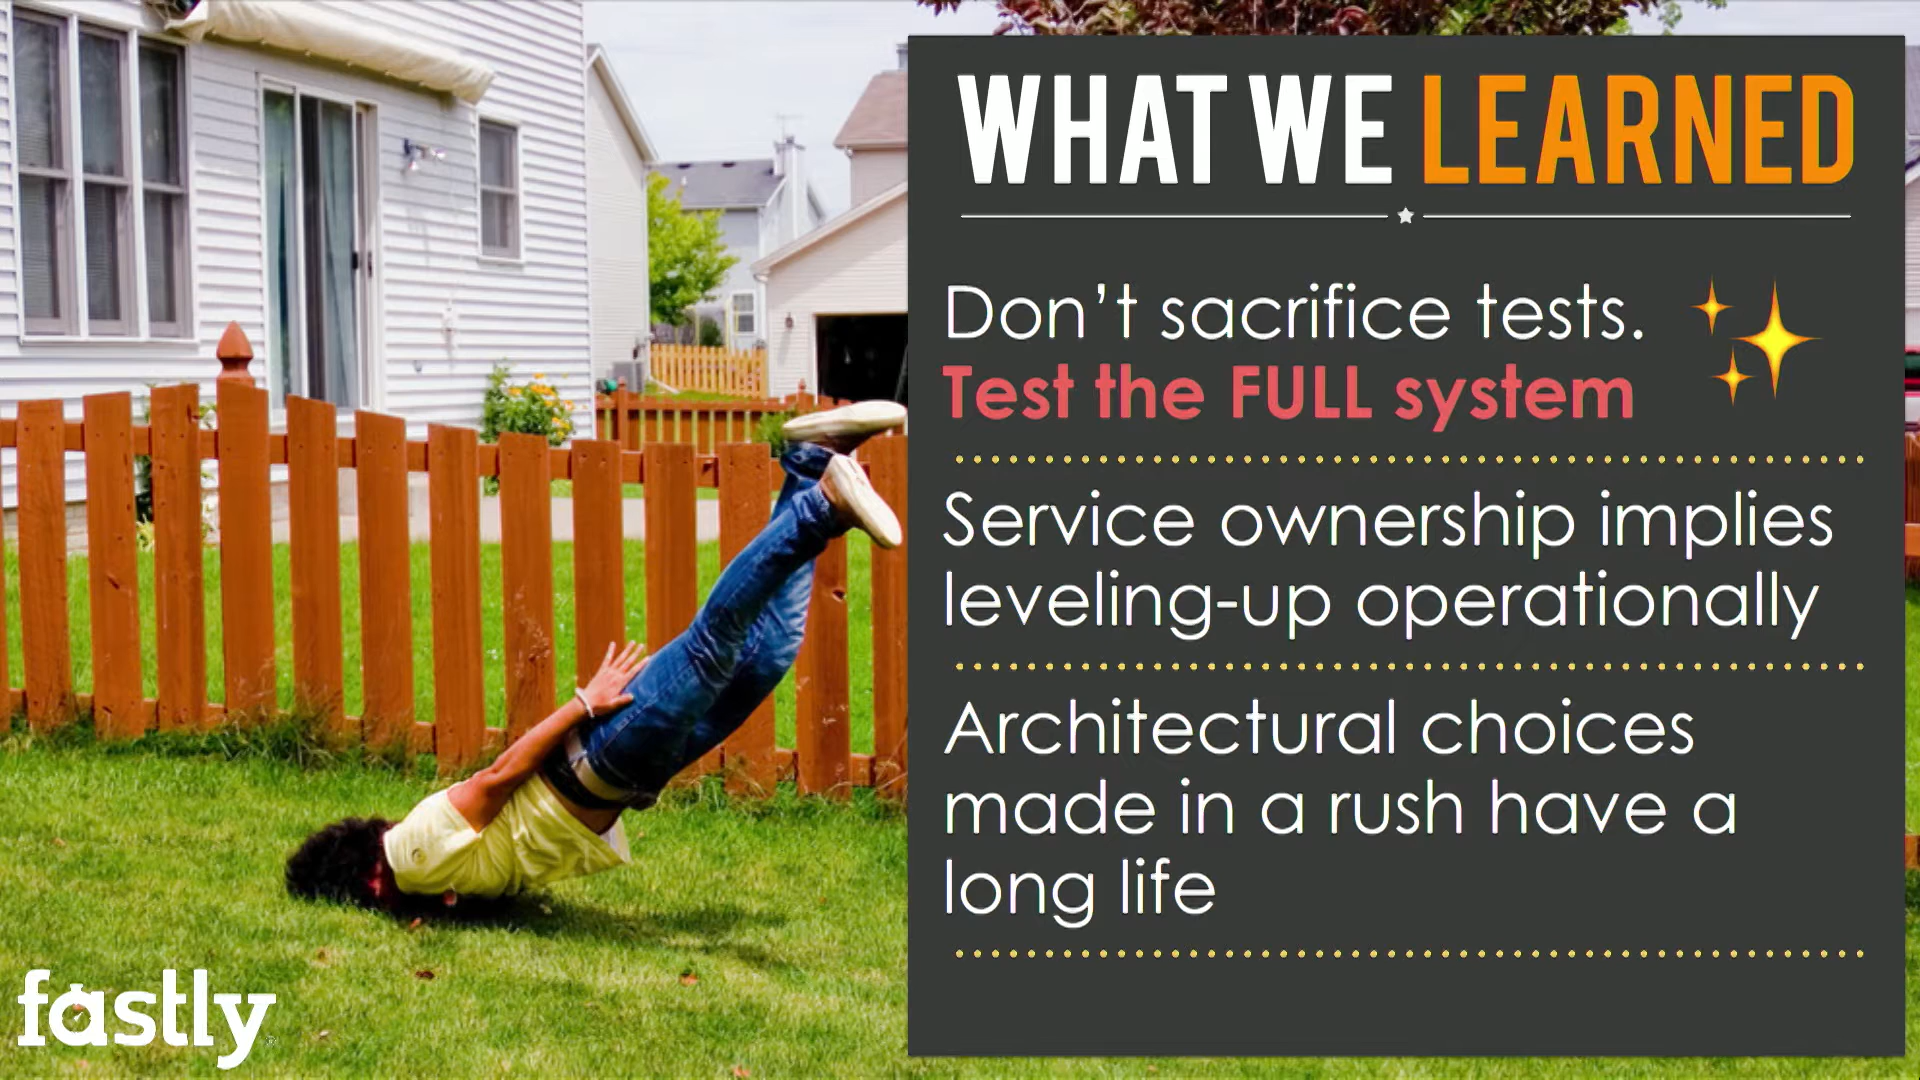 WHAT WE LEARNED
Don’t sacrifice tests.
Test the FULL system
Service ownership implies
leveling-up operationally
Architectural choices
made in a rush have a
long life
fastly